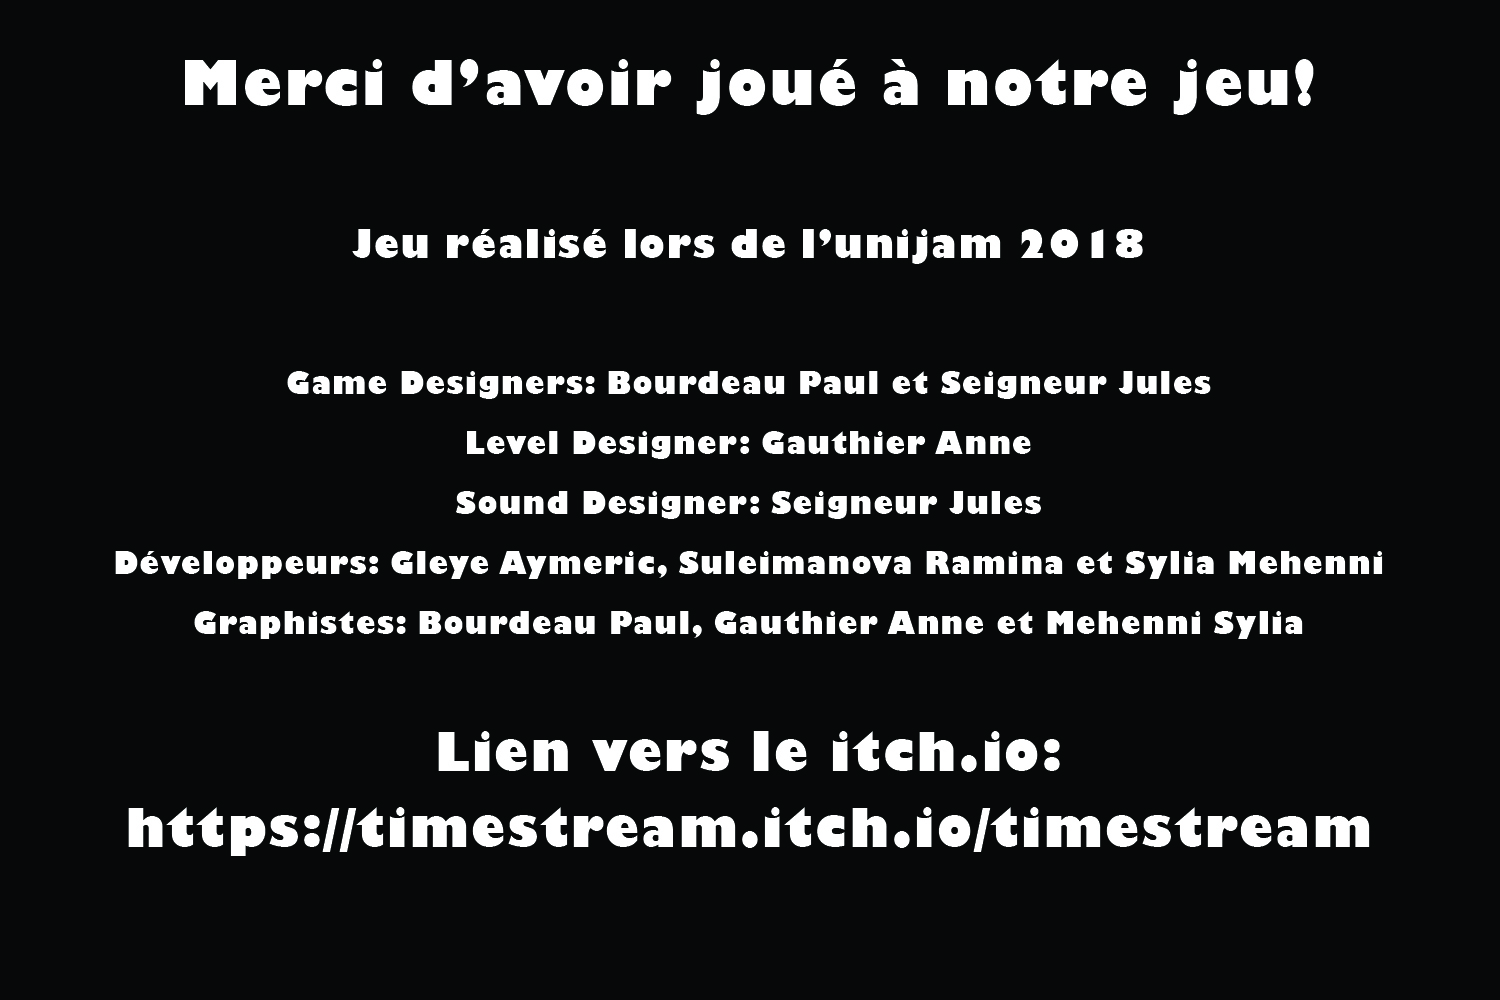 Merci d’avoir joué à notre jeu!
Jeu réalisé lors de l’unijam 2018
Game Designers: Bourdeau Paul et Seigneur Jules
Level Designer: Gauthier Anne
Sound Designer: Seigneur Jules
Développeurs: Gleye Aymeric, Suleimanova Ramina et Sylia Mehenni
Graphistes: Bourdeau Paul, Gauthier Anne et Mehenni Sylia
Lien vers le itch.io:
https://timestream.itch.io/timestream